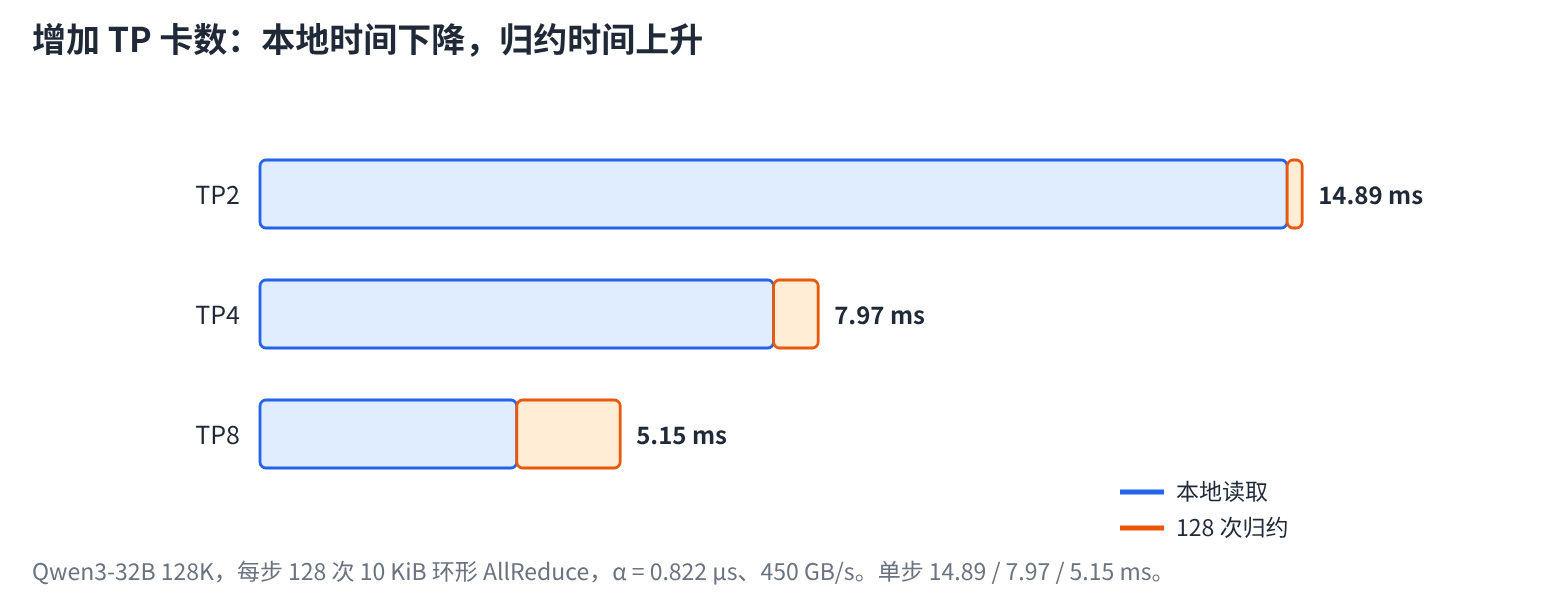 增加 TP 卡数：本地时间下降，归约时间上升
TP2
14.89 ms
TP4
7.97 ms
TP8
5.15 ms
本地读取
128 次归约
Qwen3-32B 128K，每步 128 次 10 KiB 环形 AllReduce，α = 0.822 μs、450 GB/s。单步 14.89 / 7.97 / 5.15 ms。